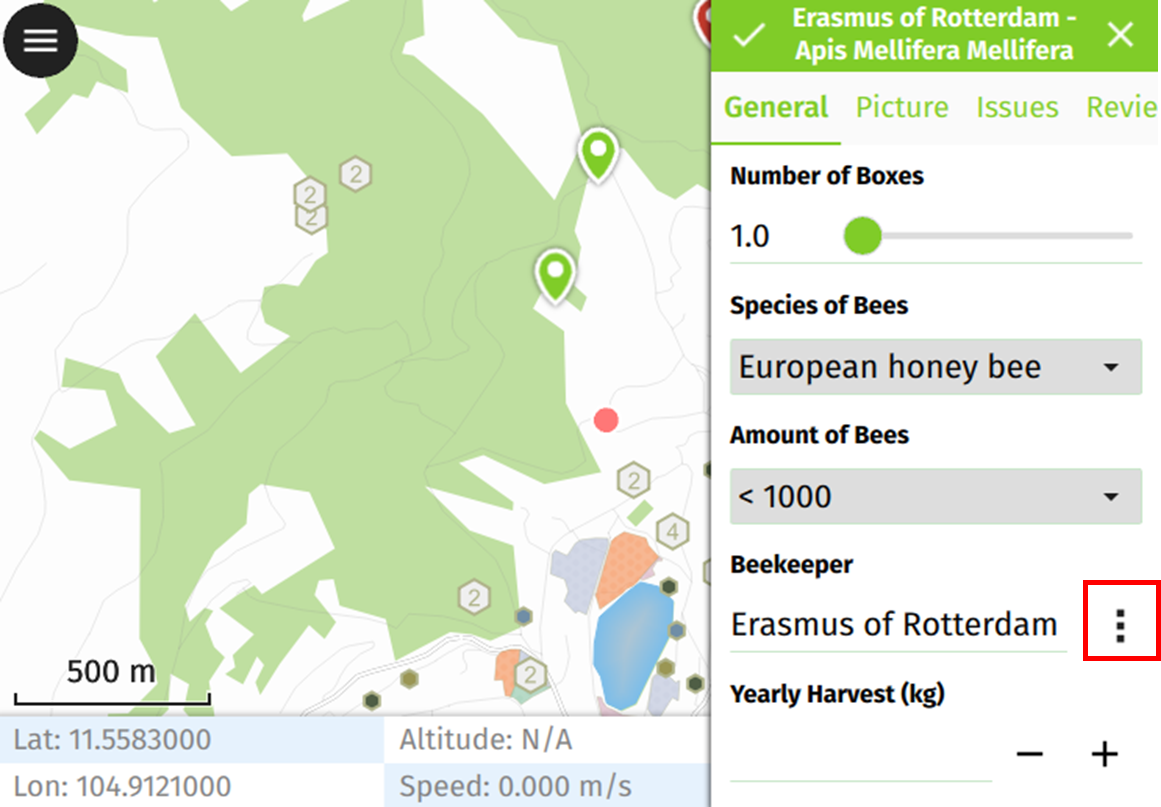 Erasmus of Rotterdam -
Apis Mellifera Mellifera
General Picture Issues Revie
Number of Boxes
1.0
Species of Bees
European honey bee
Amount of Bees
< 1000
Beekeeper
Erasmus of Rotterdam
Yearly Harvest (kg)
2
2
2
2
4
2
2
500 m
Lat: 11.5583000
Altitude: N/A
Lon: 104.9121000
Speed: 0.000 m/s